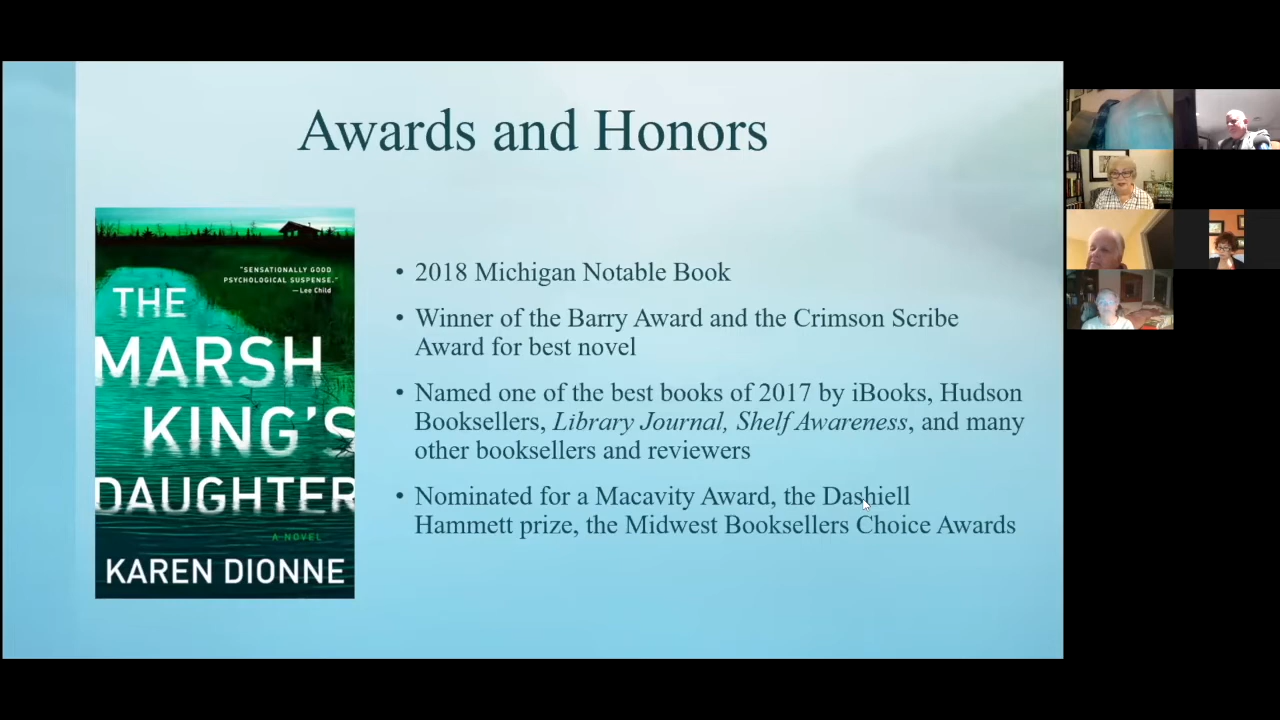 Awards and Honors
"SENSATIONALLY GOOD
PSYCHOLOGICAL SUSPENSE."
—Lee Child
THE
MARSH
KING'S
DAUGHTER
A NOVEL
KAREN DIONNE
• 2018 Michigan Notable Book
• Winner of the Barry Award and the Crimson Scribe
Award for best novel
• Named one of the best books of 2017 by iBooks, Hudson
Booksellers, Library Journal, Shelf Awareness, and many
other booksellers and reviewers
• Nominated for a Macavity Award, the Dashiell
Hammett prize, the Midwest Booksellers Choice Awards